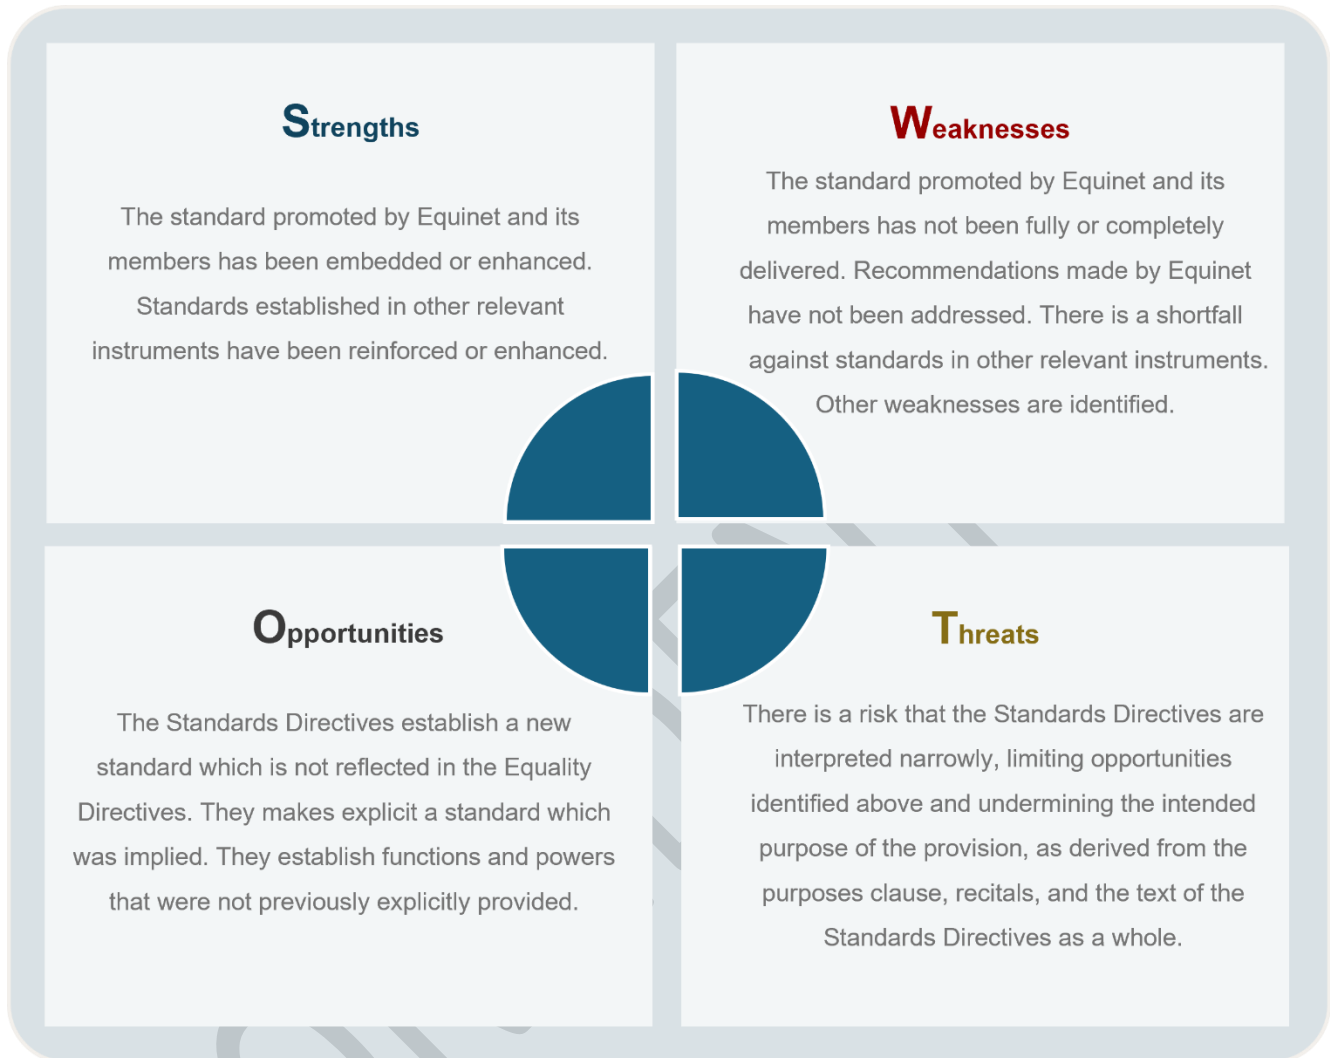 Strengths
The standard promoted by Equinet and its
members has been embedded or enhanced.
Standards established in other relevant
instruments have been reinforced or enhanced.
Weaknesses
The standard promoted by Equinet and its
members has not been fully or completely
delivered. Recommendations made by Equinet
have not been addressed. There is a shortfall
against standards in other relevant instruments.
Other weaknesses are identified.
Opportunities
The Standards Directives establish a new
standard which is not reflected in the Equality
Directives. They makes explicit a standard which
was implied. They establish functions and powers
that were not previously explicitly provided.
Threats
There is a risk that the Standards Directives are
interpreted narrowly, limiting opportunities
identified above and undermining the intended
purpose of the provision, as derived from the
purposes clause, recitals, and the text of the
Standards Directives as a whole.